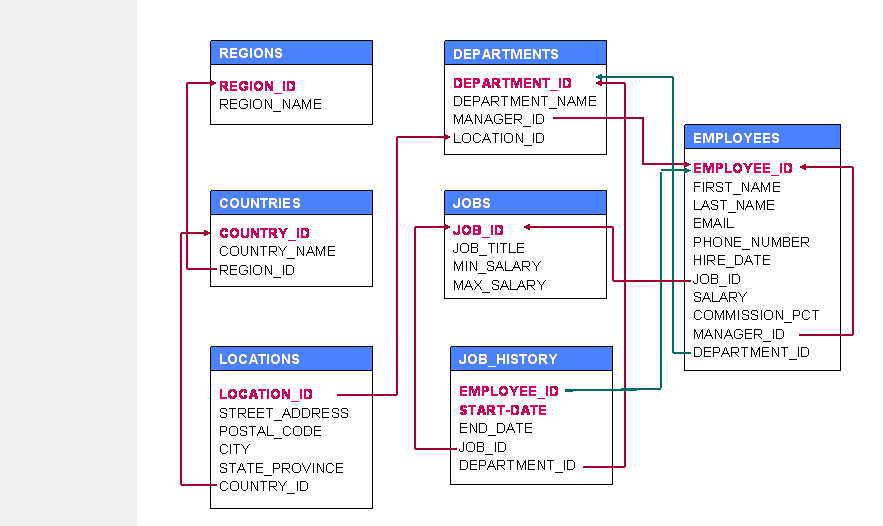 REGIONS
REGION_ID
REGION_NAME
DEPARTMENTS
DEPARTMENT_ID
DEPARTMENT_NAME
MANAGER_ID
LOCATION_ID
EMPLOYEES
EMPLOYEE_ID
FIRST_NAME
LAST_NAME
EMAIL
PHONE_NUMBER
HIRE_DATE
JOB_ID
SALARY
COMMISSION_PCT
MANAGER_ID
DEPARTMENT_ID
COUNTRIES
COUNTRY_ID
COUNTRY_NAME
REGION_ID
JOBS
JOB_ID
JOB_TITLE
MIN_SALARY
MAX_SALARY
LOCATIONS
LOCATION_ID
STREET_ADDRESS
POSTAL_CODE
CITY
STATE_PROVINCE
COUNTRY_ID
JOB_HISTORY
EMPLOYEE_ID
START-DATE
END_DATE
JOB_ID
DEPARTMENT_ID